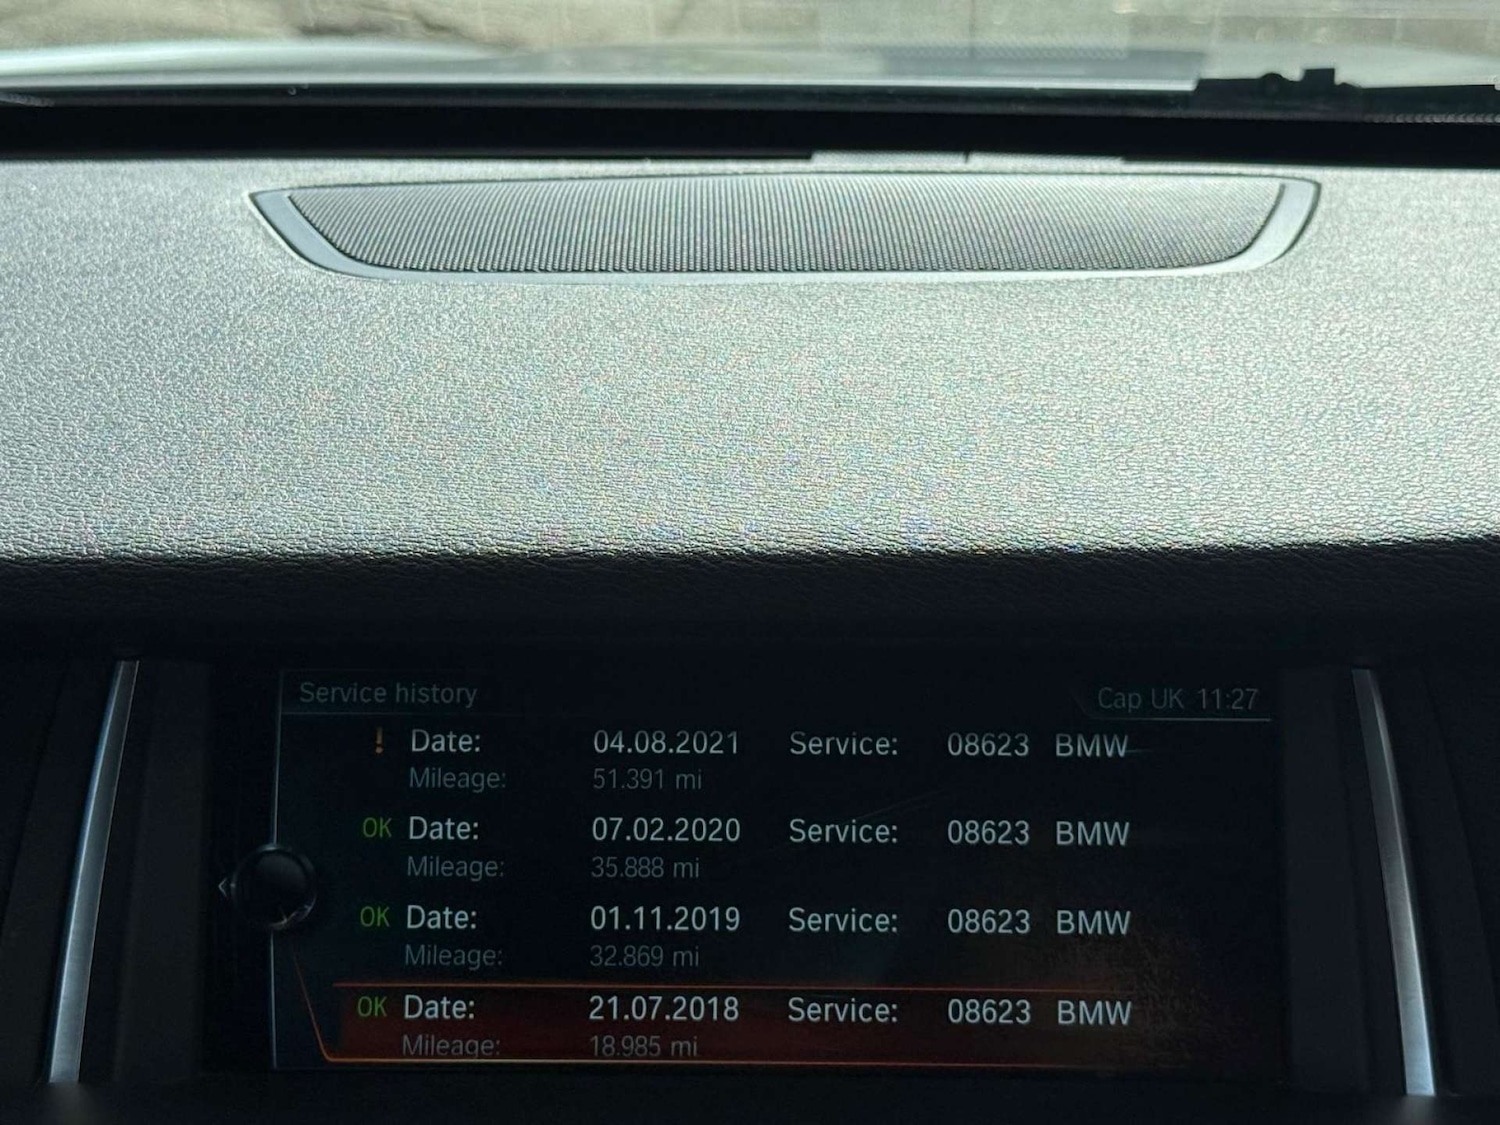 Service history Cap UK 11:27
! Date: 04.08.2021 Service: 08623 BMW
Mileage: 51.391 mi
OK Date: 07.02.2020 Service: 08623 BMW
Mileage: 35.888 mi
OK Date: 01.11.2019 Service: 08623 BMW
Mileage: 32.869 mi
OK Date: 21.07.2018 Service: 08623 BMW
Mileage: 18.985 mi